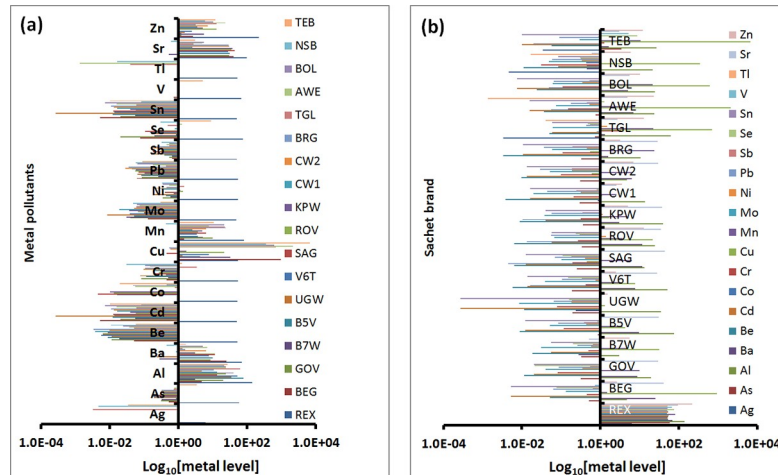 (a)
Metal pollutants
Zn
Sr
Tl
V
Sn
Se
Sb
Pb
Ni
Mo
Mn
Cu
Cr
Co
Cd
Be
Ba
Al
As
Ag
1.0E-04 1.0E-02 1.0E+00 1.0E+02 1.0E+04
Log10[metal level]
TEB
NSB
BOL
AWE
TGL
BRG
CW2
CW1
KPW
ROV
SAG
V6T
UGW
B5V
B7W
GOV
BEG
REX
(b)
Sachet brand
TEB
NSB
BOL
AWE
TGL
BRG
CW2
CW1
KPW
ROV
SAG
V6T
UGW
B5V
B7W
GOV
BEG
REX
1.0E-04 1.0E-02 1.0E+00 1.0E+02 1.0E+04
Log10[metal level]
Zn
Sr
Tl
V
Sn
Se
Sb
Pb
Ni
Mo
Mn
Cu
Cr
Co
Cd
Be
Ba
Al
As
Ag